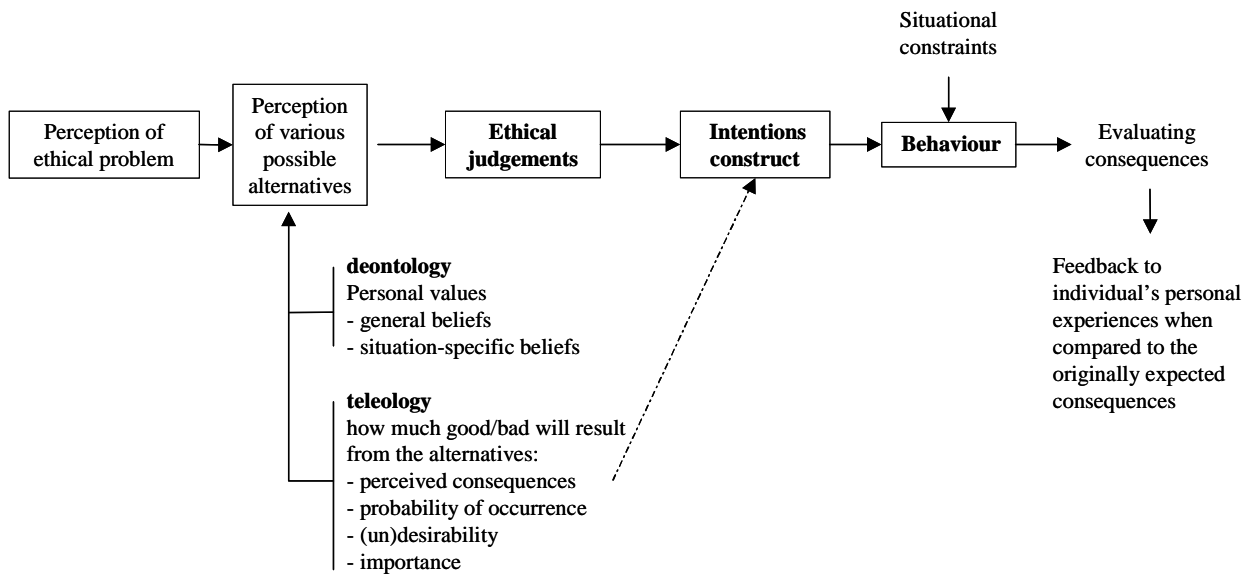 Situational
constraints
Perception of
ethical problem
Perception
of various
possible
alternatives
Ethical
judgements
Intentions
construct
Behaviour
Evaluating
consequences
deontology
Personal values
- general beliefs
- situation-specific beliefs
teleology
how much good/bad will result
from the alternatives:
- perceived consequences
- probability of occurrence
- (un)desirability
- importance
Feedback to
individual’s personal
experiences when
compared to the
originally expected
consequences